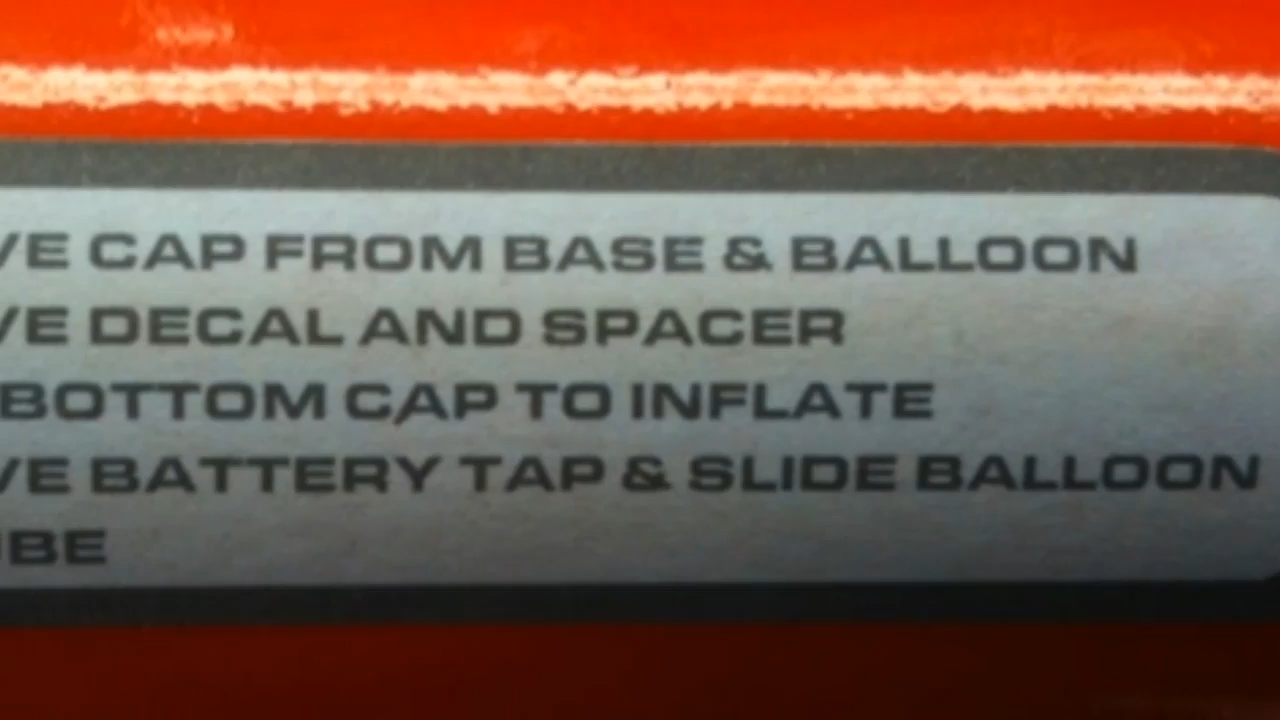 VE CAP FROM BASE & BALLOON
VE DECAL AND SPACER
BOTTOM CAP TO INFLATE
VE BATTERY TAP & SLIDE BALLOON
BE